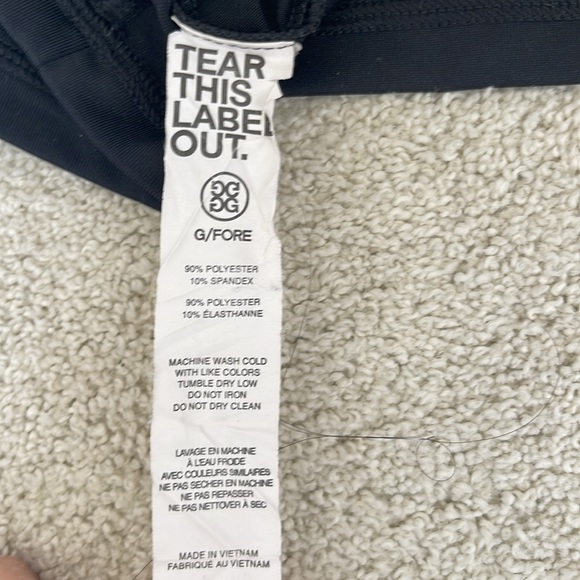 TEAR
THIS
LABEL
OUT.
G/FORE
90% POLYESTER
10% SPANDEX
90% POLYESTER
10% ÉLASTHANNE
MACHINE WASH COLD
WITH LIKE COLORS
TUMBLE DRY LOW
DO NOT IRON
DO NOT DRY CLEAN
LAVAGE EN MACHINE
À L'EAU FROIDE
AVEC COULEURS SIMILAIRES
NE PAS SECHER EN MACHINE
NE PAS REPASSER
NE PAS NETTOVER À SEC
MADE IN VIETNAM
FABRIQUÉ AU VIETNAM